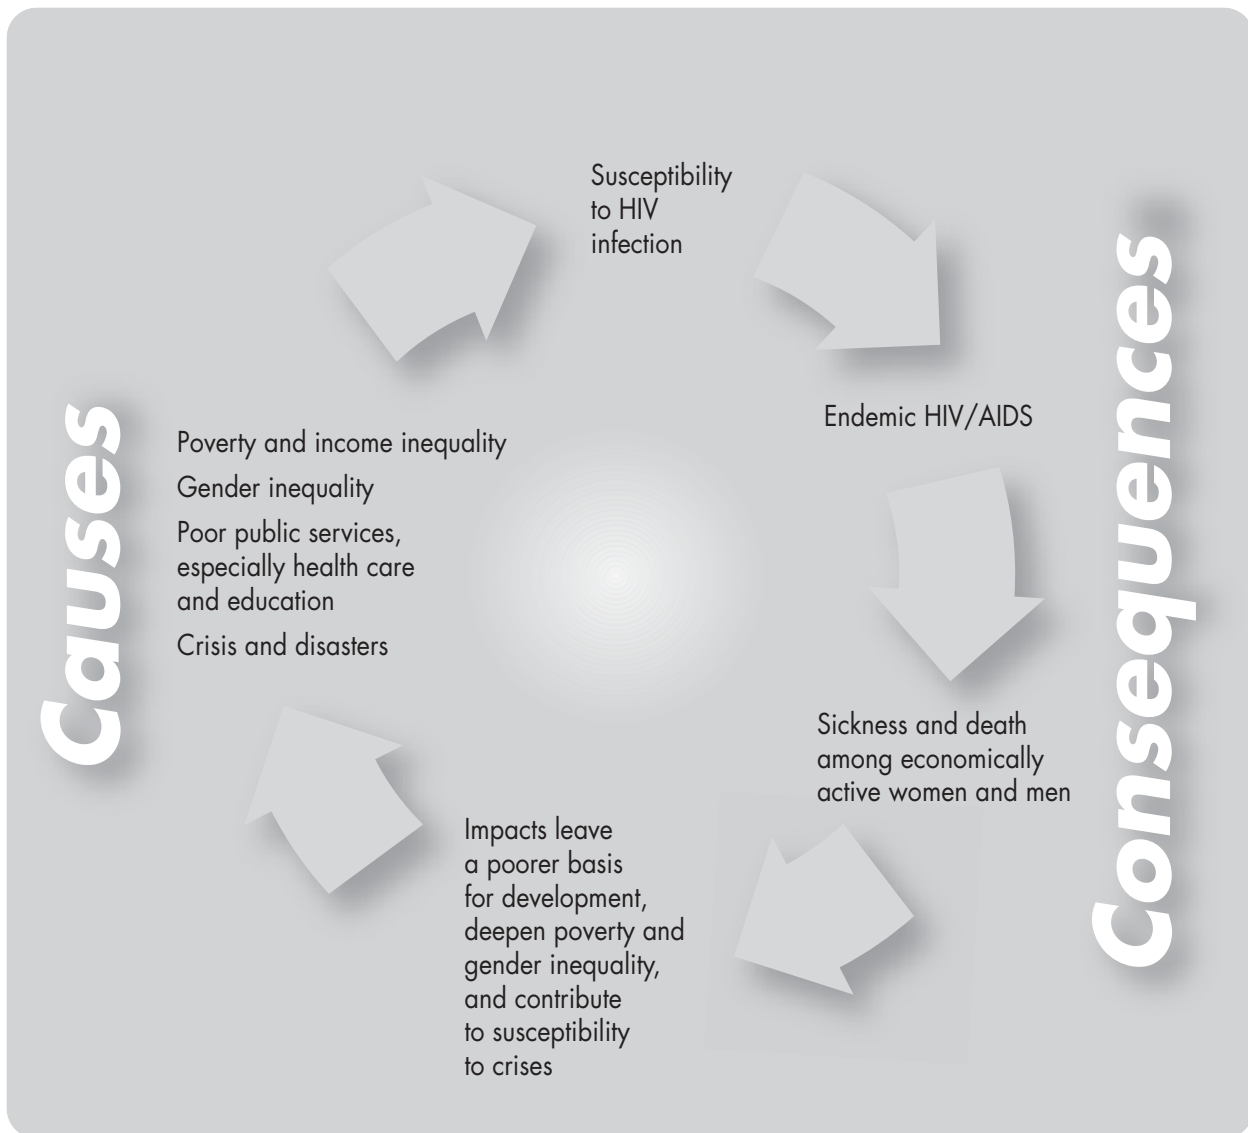 Causes
Poverty and income inequality
Gender inequality
Poor public services,
especially health care
and education
Crisis and disasters
Susceptibility
to HIV
infection
Endemic HIV/AIDS
Sickness and death
among economically
active women and men
Impacts leave
a poorer basis
for development,
deepen poverty and
gender inequality,
and contribute
to susceptibility
to crises
Consequences